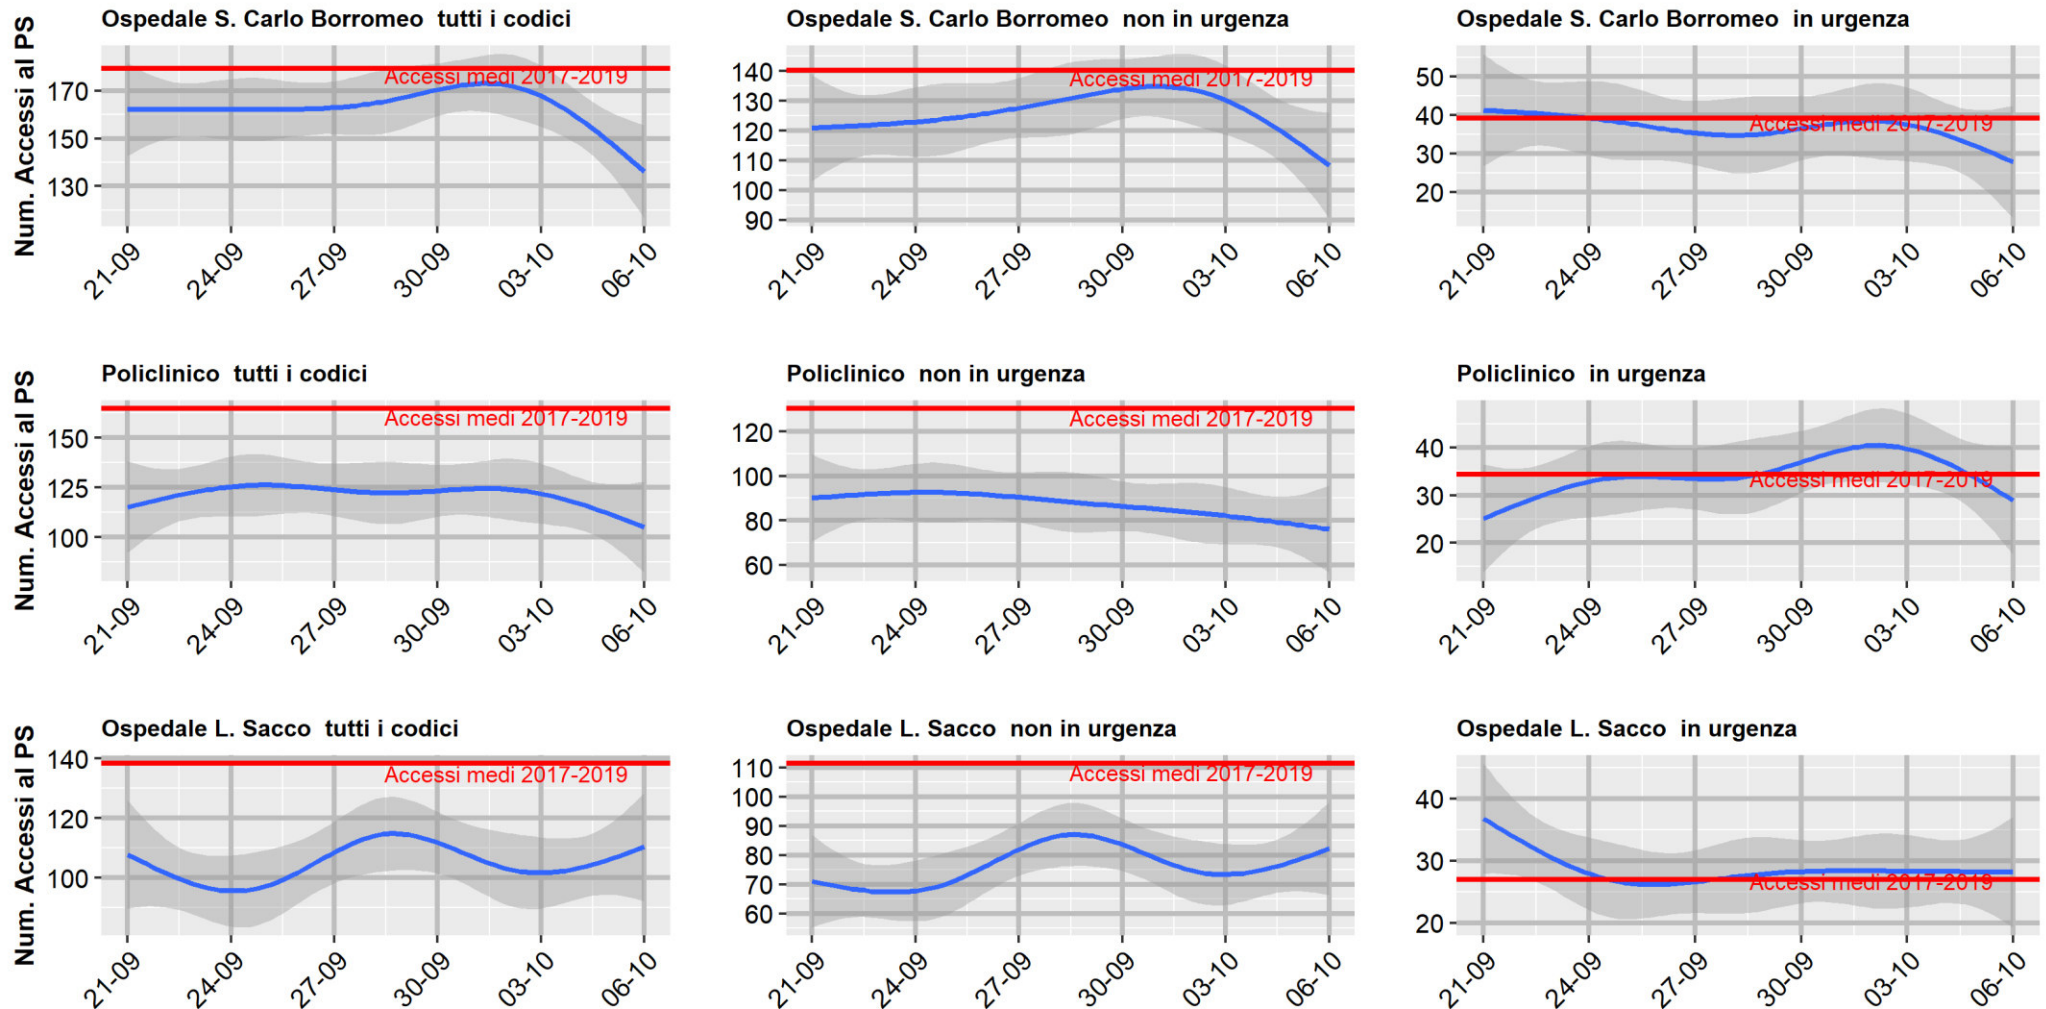 Ospedale S. Carlo Borromeo  tutti i codici
Num. Accessi al PS
170
150
130
Accessi medi 2017-2019
21-09 24-09 27-09 30-09 03-10 06-10
Ospedale S. Carlo Borromeo  non in urgenza
140
130
120
110
100
90
Accessi medi 2017-2019
21-09 24-09 27-09 30-09 03-10 06-10
Ospedale S. Carlo Borromeo  in urgenza
50
40
30
20
Accessi medi 2017-2019
21-09 24-09 27-09 30-09 03-10 06-10
Policlinico  tutti i codici
Num. Accessi al PS
150
125
100
Accessi medi 2017-2019
21-09 24-09 27-09 30-09 03-10 06-10
Policlinico  non in urgenza
120
100
80
60
Accessi medi 2017-2019
21-09 24-09 27-09 30-09 03-10 06-10
Policlinico  in urgenza
40
30
20
Accessi medi 2017-2019
21-09 24-09 27-09 30-09 03-10 06-10
Ospedale L. Sacco  tutti i codici
Num. Accessi al PS
140
120
100
Accessi medi 2017-2019
21-09 24-09 27-09 30-09 03-10 06-10
Ospedale L. Sacco  non in urgenza
110
100
90
80
70
60
Accessi medi 2017-2019
21-09 24-09 27-09 30-09 03-10 06-10
Ospedale L. Sacco  in urgenza
40
30
20
Accessi medi 2017-2019
21-09 24-09 27-09 30-09 03-10 06-10